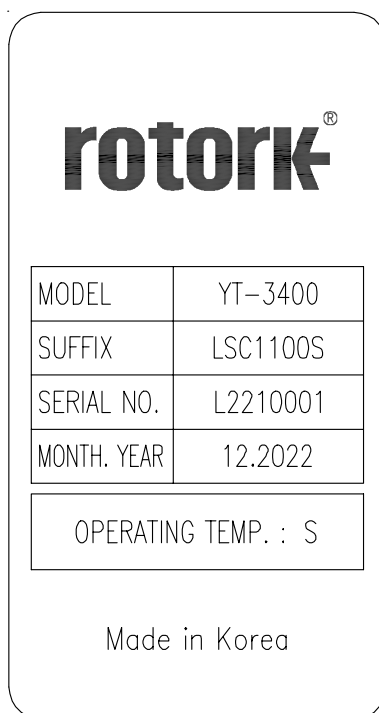 rotork®
MODEL YT-3400
SUFFIX LSC1100S
SERIAL NO. L2210001
MONTH. YEAR 12.2022
OPERATING TEMP. : S
Made in Korea